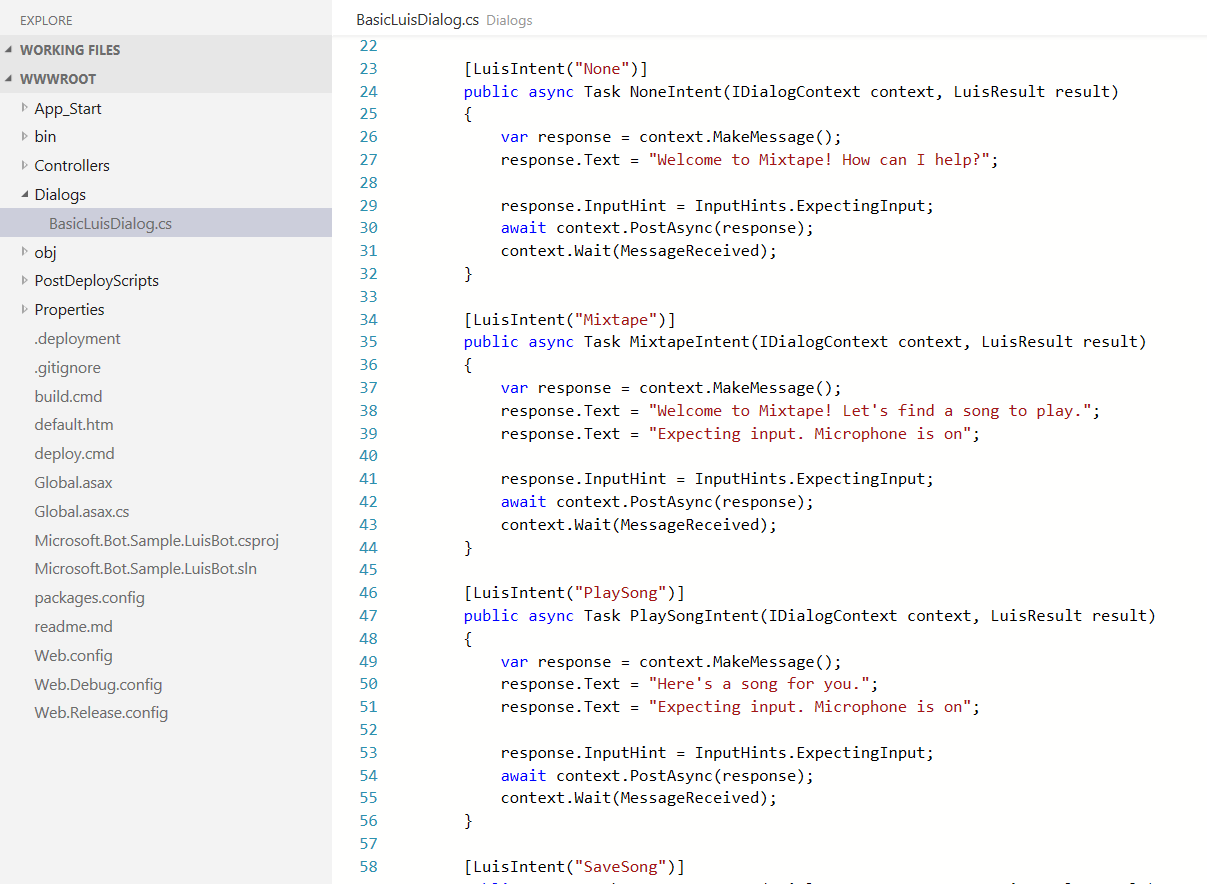 EXPLORE
WORKING FILES
WWWROOT
App_Start
bin
Controllers
Dialogs
BasicLuisDialog.cs
obj
PostDeployScripts
Properties
.deployment
.gitignore
build.cmd
default.htm
deploy.cmd
Global.asax
Global.asax.cs
Microsoft.Bot.Sample.LuisBot.csproj
Microsoft.Bot.Sample.LuisBot.sln
packages.config
readme.md
Web.config
Web.Debug.config
Web.Release.config
BasicLuisDialog.cs Dialogs
22
23 [LuisIntent("None")]
24 public async Task NoneIntent(IDialogContext context, LuisResult result)
25 {
26 var response = context.MakeMessage();
27 response.Text = "Welcome to Mixtape! How can I help?";
28
29 response.InputHint = InputHints.ExpectingInput;
30 await context.PostAsync(response);
31 context.Wait(MessageReceived);
32 }
33
34 [LuisIntent("Mixtape")]
35 public async Task MixtapeIntent(IDialogContext context, LuisResult result)
36 {
37 var response = context.MakeMessage();
38 response.Text = "Welcome to Mixtape! Let's find a song to play.";
39 response.Text = "Expecting input. Microphone is on";
40
41 response.InputHint = InputHints.ExpectingInput;
42 await context.PostAsync(response);
43 context.Wait(MessageReceived);
44 }
45
46 [LuisIntent("PlaySong")]
47 public async Task PlaySongIntent(IDialogContext context, LuisResult result)
48 {
49 var response = context.MakeMessage();
50 response.Text = "Here's a song for you.";
51 response.Text = "Expecting input. Microphone is on";
52
53 response.InputHint = InputHints.ExpectingInput;
54 await context.PostAsync(response);
55 context.Wait(MessageReceived);
56 }
57
58 [LuisIntent("SaveSong")]